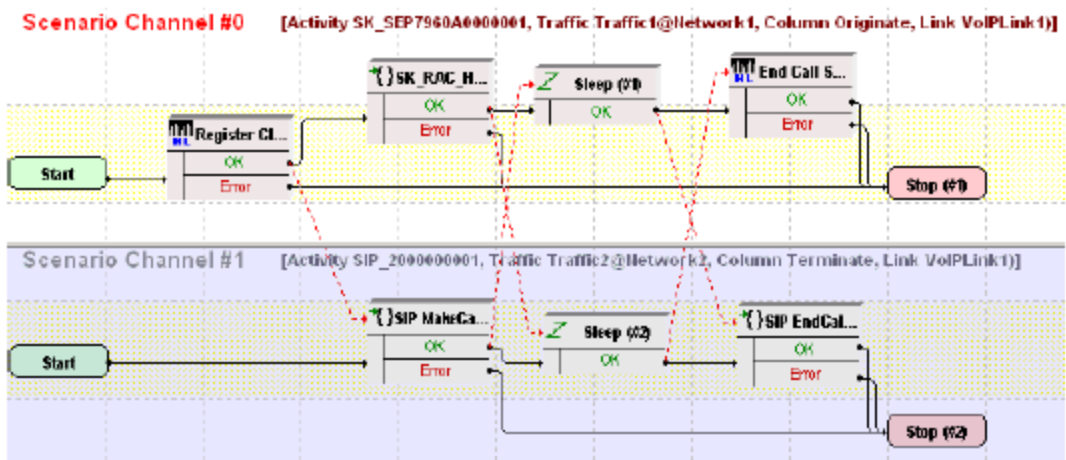 Scenario Channel #0 [Activity SK_SEP7960A0000001, Traffic Traffic1@Network1, Column Originate, Link VoIPLink1)]
{}SK_RAC_H...
OK
Error
Sleep (#1)
OK
End Call S...
OK
Error
Register Cl...
OK
Error
Start
Stop (#1)
Scenario Channel #1 [Activity SIP_2000000001, Traffic Traffic2@Network2, Column Terminate, Link VoIPLink1)]
{}SIP MakeCa...
OK
Error
Sleep (#2)
OK
{}SIP EndCal...
OK
Error
Start
Stop (#2)